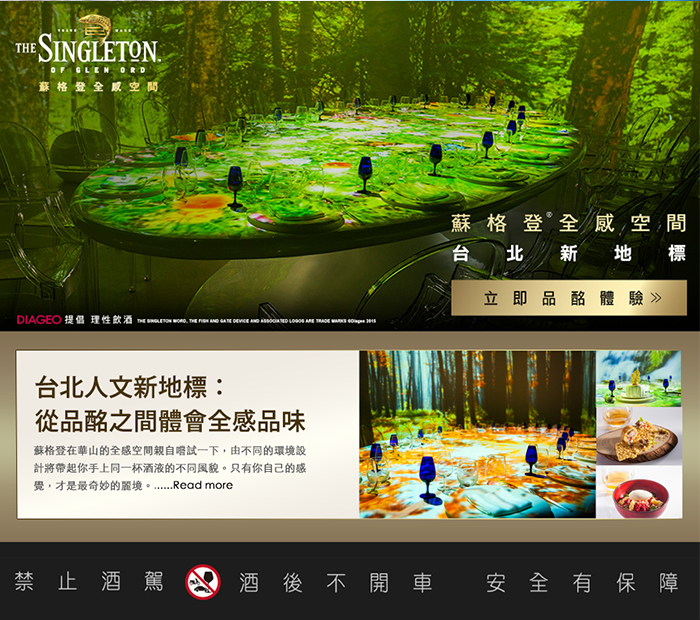 TRADE MARK
THE SINGLETON.
OF GLEN ORD
蘇格登全感空間
蘇格登®全感空間
台北新地標
立即品酩體驗»
DIAGEO 提倡 理性飲酒 THE SINGLETON WORD, THE FISH AND GATE DEVICE AND ASSOCIATED LOGOS ARE TRADE MARKS ©Diageo 2015
台北人文新地標：
從品酩之間體會全感品味
蘇格登在華山的全感空間親自嚐試一下，由不同的環境設
計將帶起你手上同一杯酒液的不同風貌。只有你自己的感
覺，才是最奇妙的麗境。......Read more
禁止酒駕 酒後不開車 安全有保障